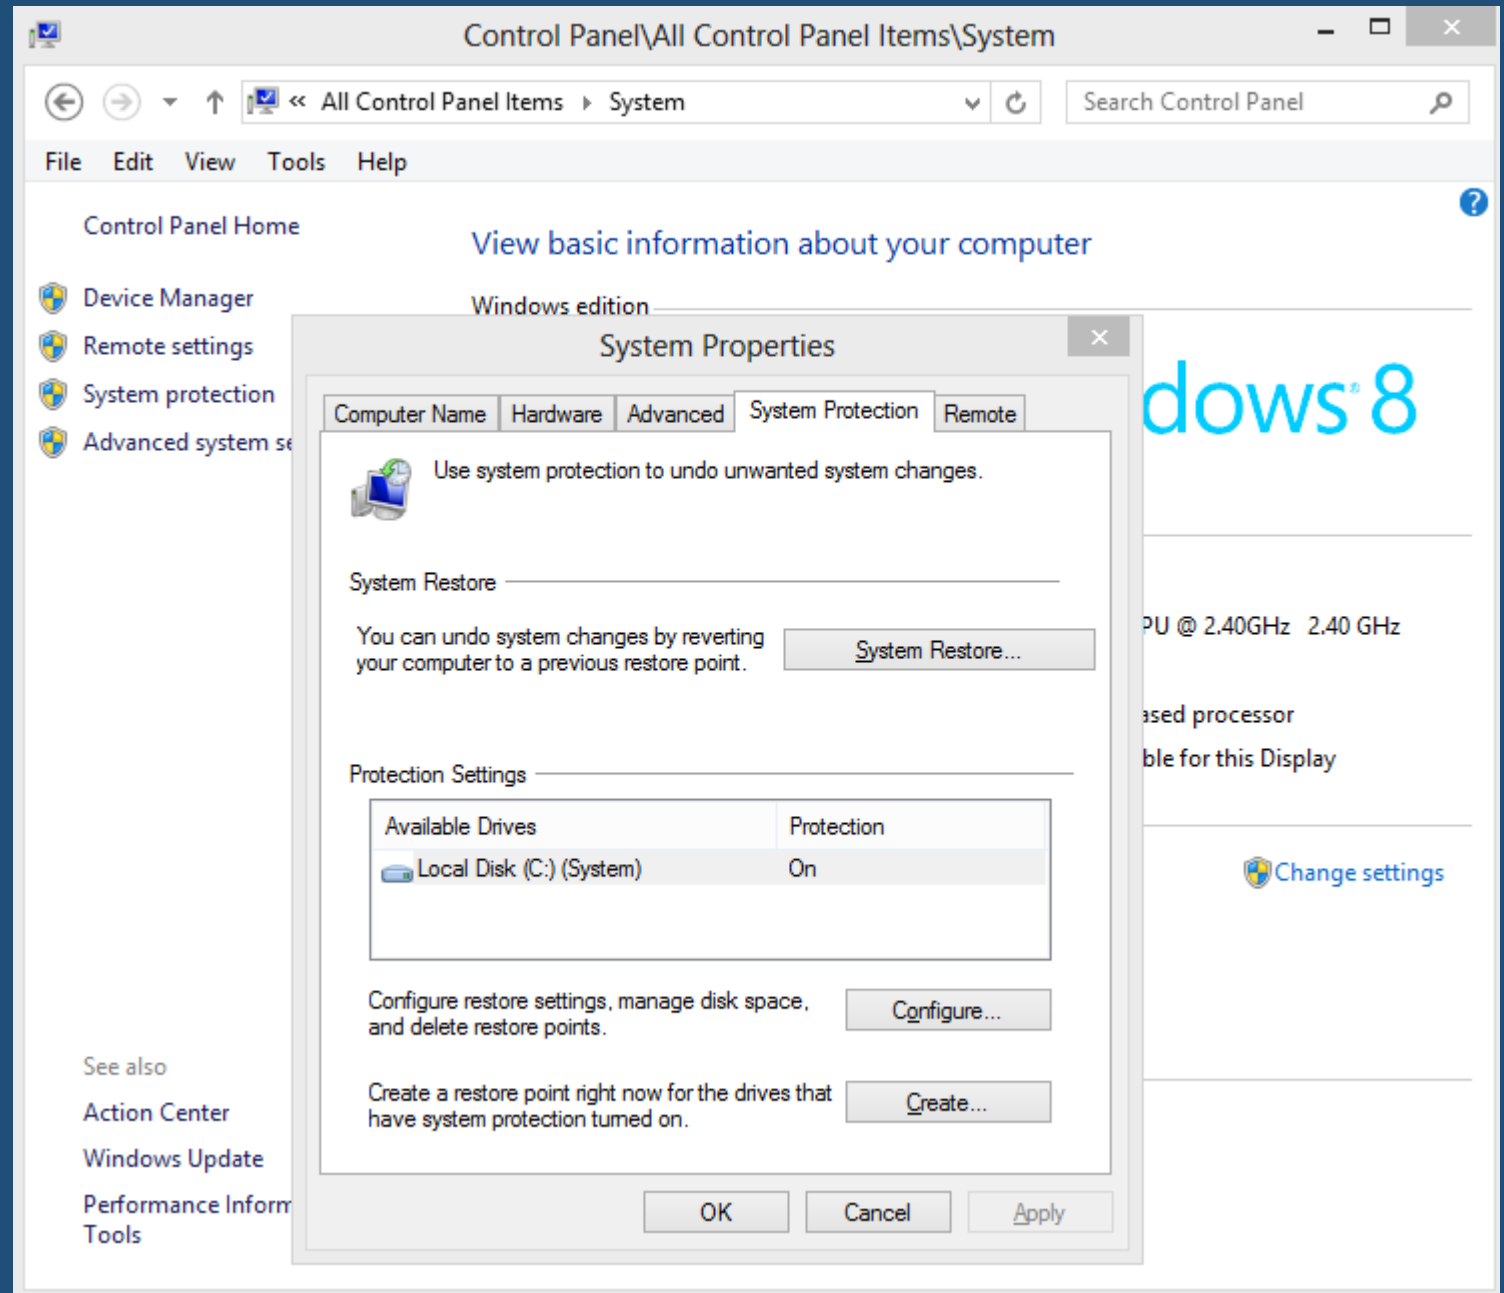 Control Panel\All Control Panel Items\System
« All Control Panel Items System
Search Control Panel
File Edit View Tools Help
Control Panel Home
View basic information about your computer
Device Manager
Windows edition
Remote settings
System protection
Advanced system se
dows 8
System Properties
Computer Name Hardware Advanced System Protection Remote
Use system protection to undo unwanted system changes.
System Restore
You can undo system changes by reverting
your computer to a previous restore point.
System Restore...
PU @ 2.40GHz 2.40 GHz
ased processor
ble for this Display
Protection Settings
Available Drives Protection
Local Disk (C:) (System) On
Change settings
Configure restore settings, manage disk space,
and delete restore points.
Configure...
Create a restore point right now for the drives that
have system protection turned on.
Create...
See also
Action Center
Windows Update
Performance Inform
Tools
OK Cancel Apply